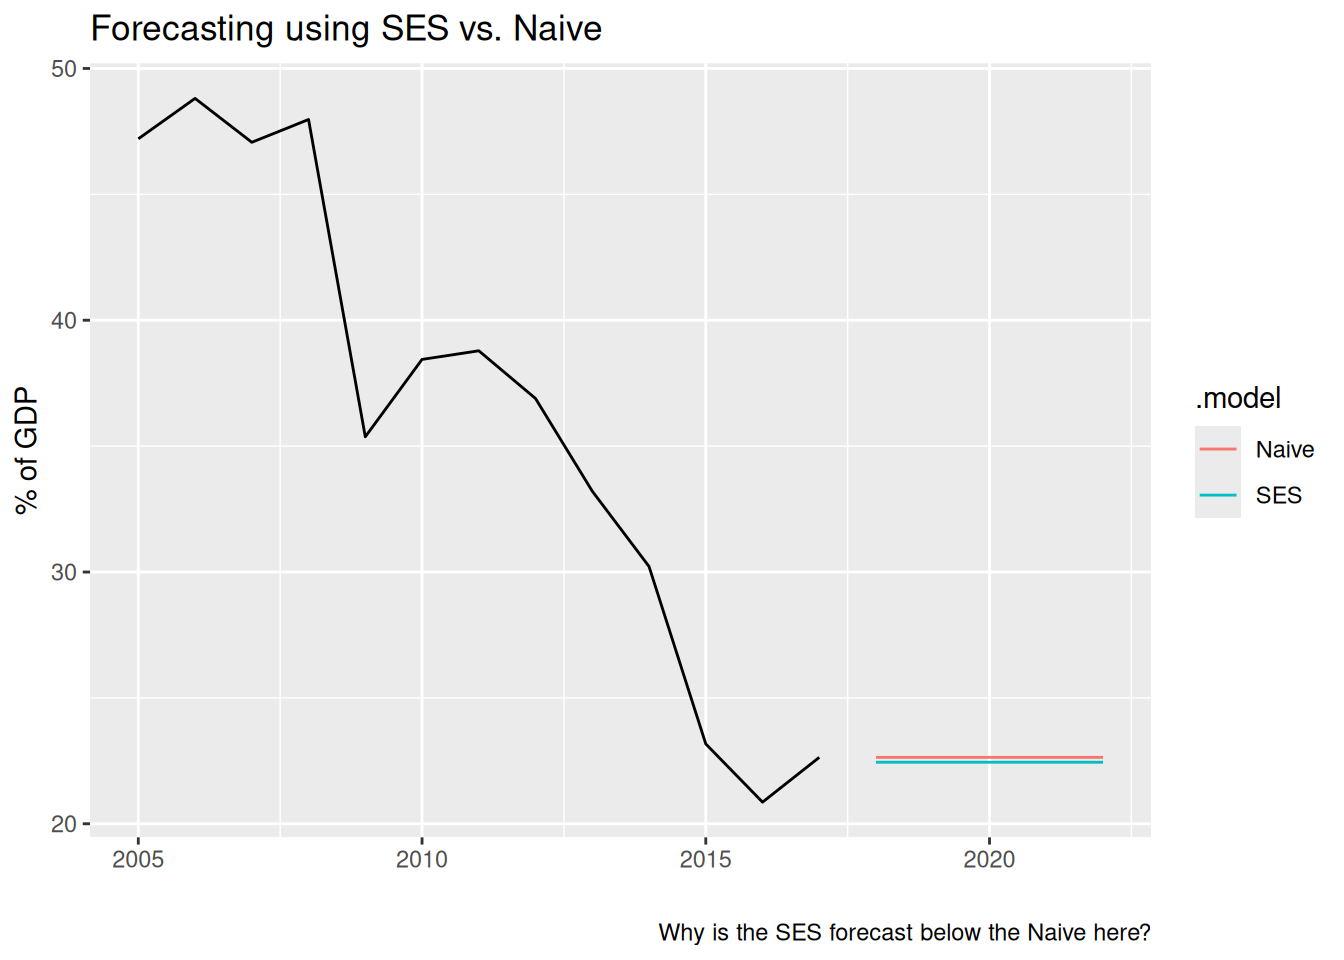 Forecasting using SES vs. Naive
50
40
30
20
% of GDP
2005
2010
2015
2020
.model
Naive
SES
Why is the SES forecast below the Naive here?